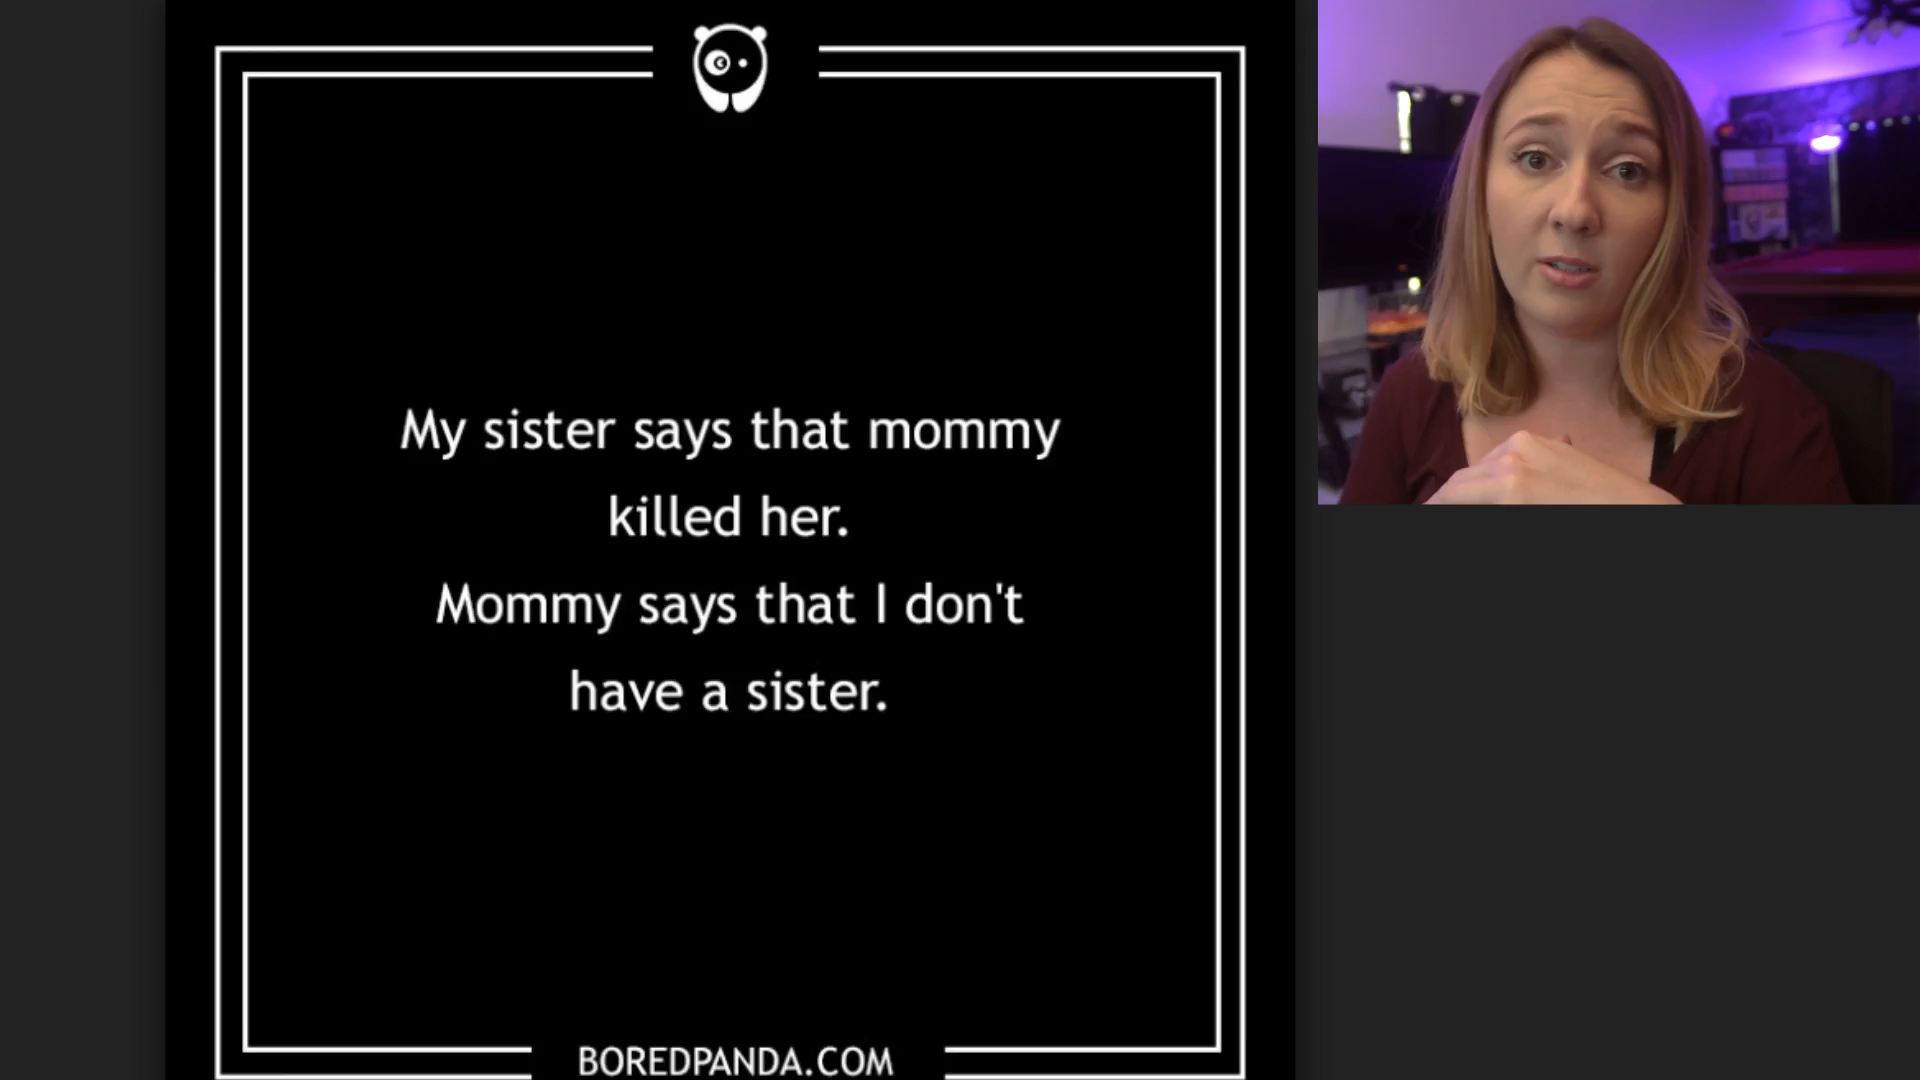 My sister says that mommy
killed her.
Mommy says that I don't
have a sister.
BOREDPANDA.COM